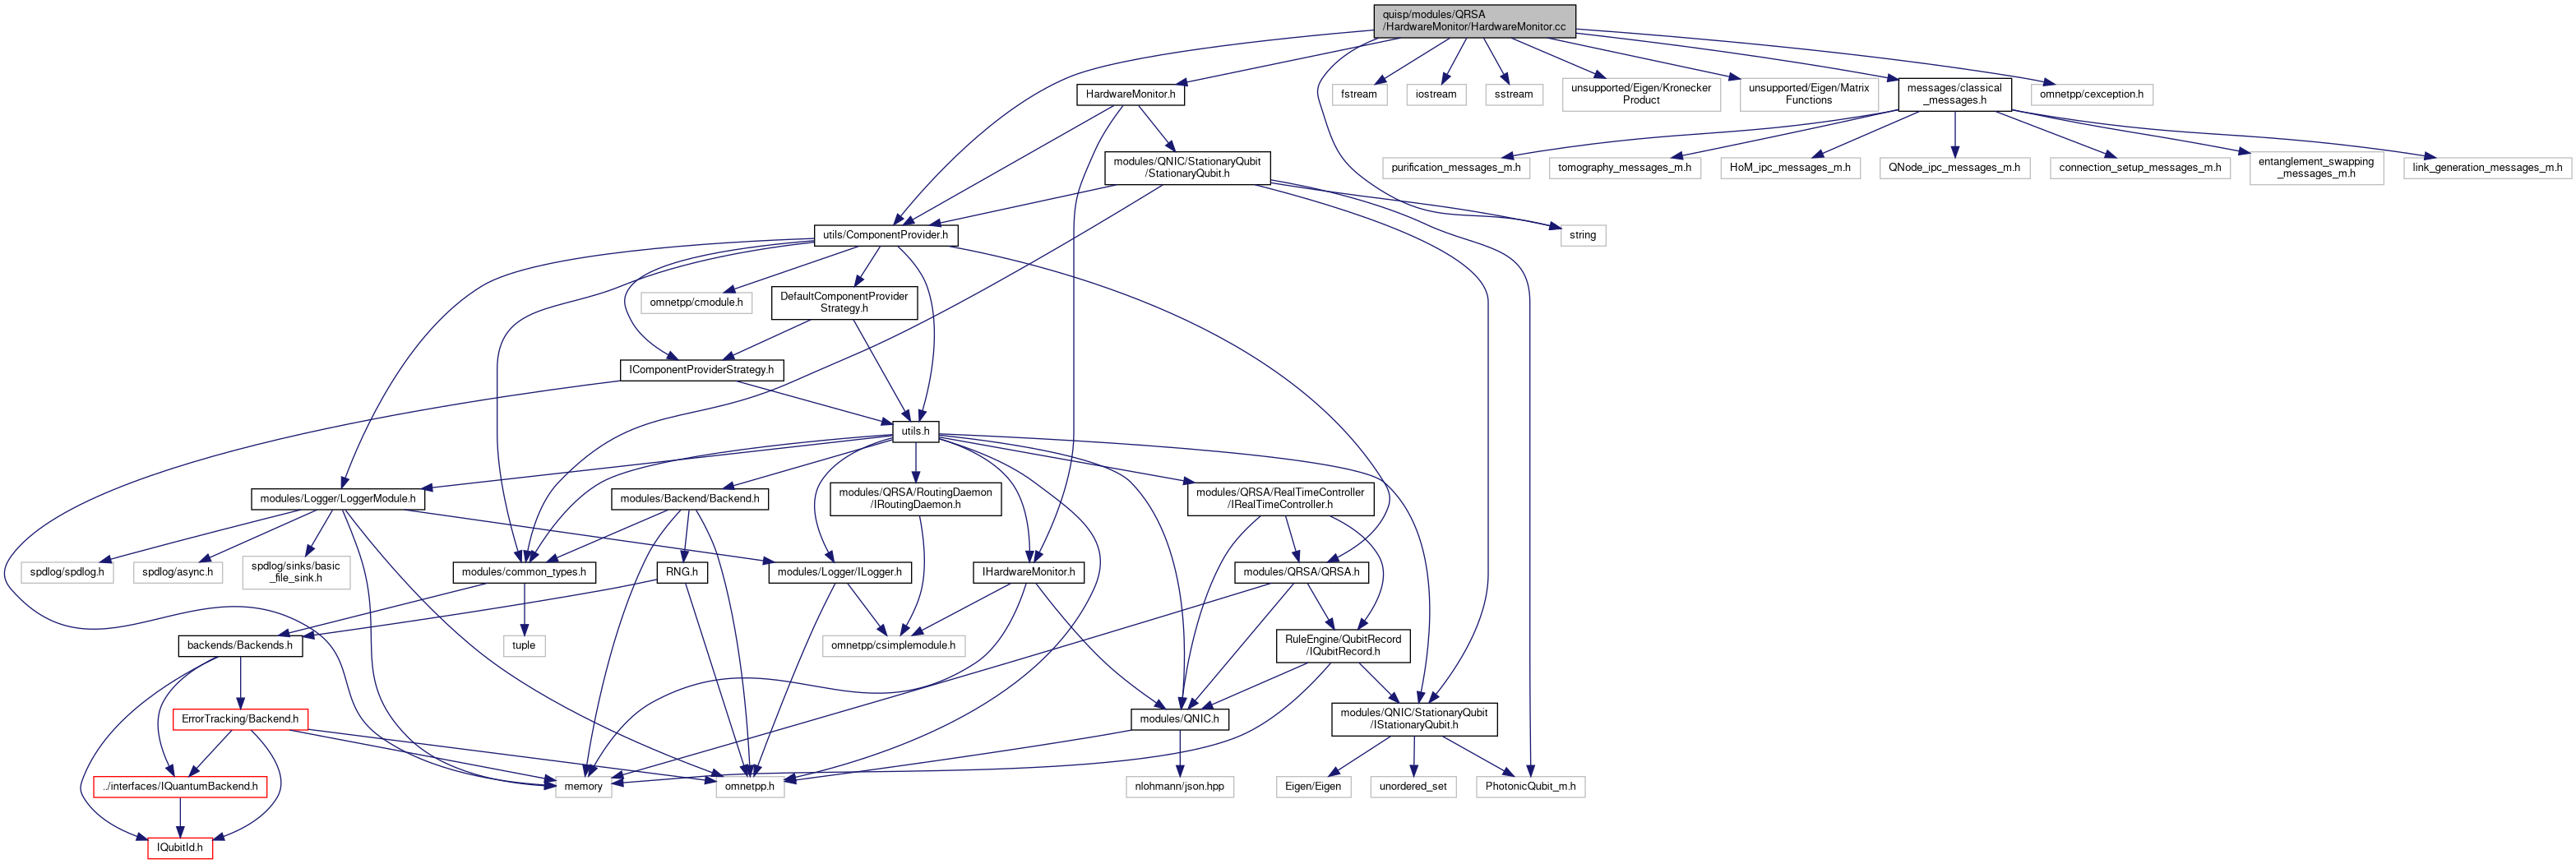 quisp/modules/QRSA
/HardwareMonitor/HardwareMonitor.cc
HardwareMonitor.h
fstream
iostream
sstream
unsupported/Eigen/Kronecker
Product
unsupported/Eigen/Matrix
Functions
messages/classical
_messages.h
omnetpp/cexception.h
modules/QNIC/StationaryQubit
/StationaryQubit.h
purification_messages_m.h
tomography_messages_m.h
HoM_ipc_messages_m.h
QNode_ipc_messages_m.h
connection_setup_messages_m.h
entanglement_swapping
_messages_m.h
link_generation_messages_m.h
utils/ComponentProvider.h
string
omnetpp/cmodule.h
DefaultComponentProvider
Strategy.h
IComponentProviderStrategy.h
utils.h
modules/Logger/LoggerModule.h
modules/Backend/Backend.h
modules/QRSA/RoutingDaemon
/IRoutingDaemon.h
modules/QRSA/RealTimeController
/IRealTimeController.h
spdlog/spdlog.h
spdlog/async.h
spdlog/sinks/basic
_file_sink.h
modules/common_types.h
RNG.h
modules/Logger/ILogger.h
IHardwareMonitor.h
modules/QRSA/QRSA.h
backends/Backends.h
tuple
omnetpp/csimplemodule.h
RuleEngine/QubitRecord
/IQubitRecord.h
ErrorTracking/Backend.h
modules/QNIC.h
modules/QNIC/StationaryQubit
/IStationaryQubit.h
../interfaces/IQuantumBackend.h
memory
omnetpp.h
nlohmann/json.hpp
Eigen/Eigen
unordered_set
PhotonicQubit_m.h
IQubitId.h